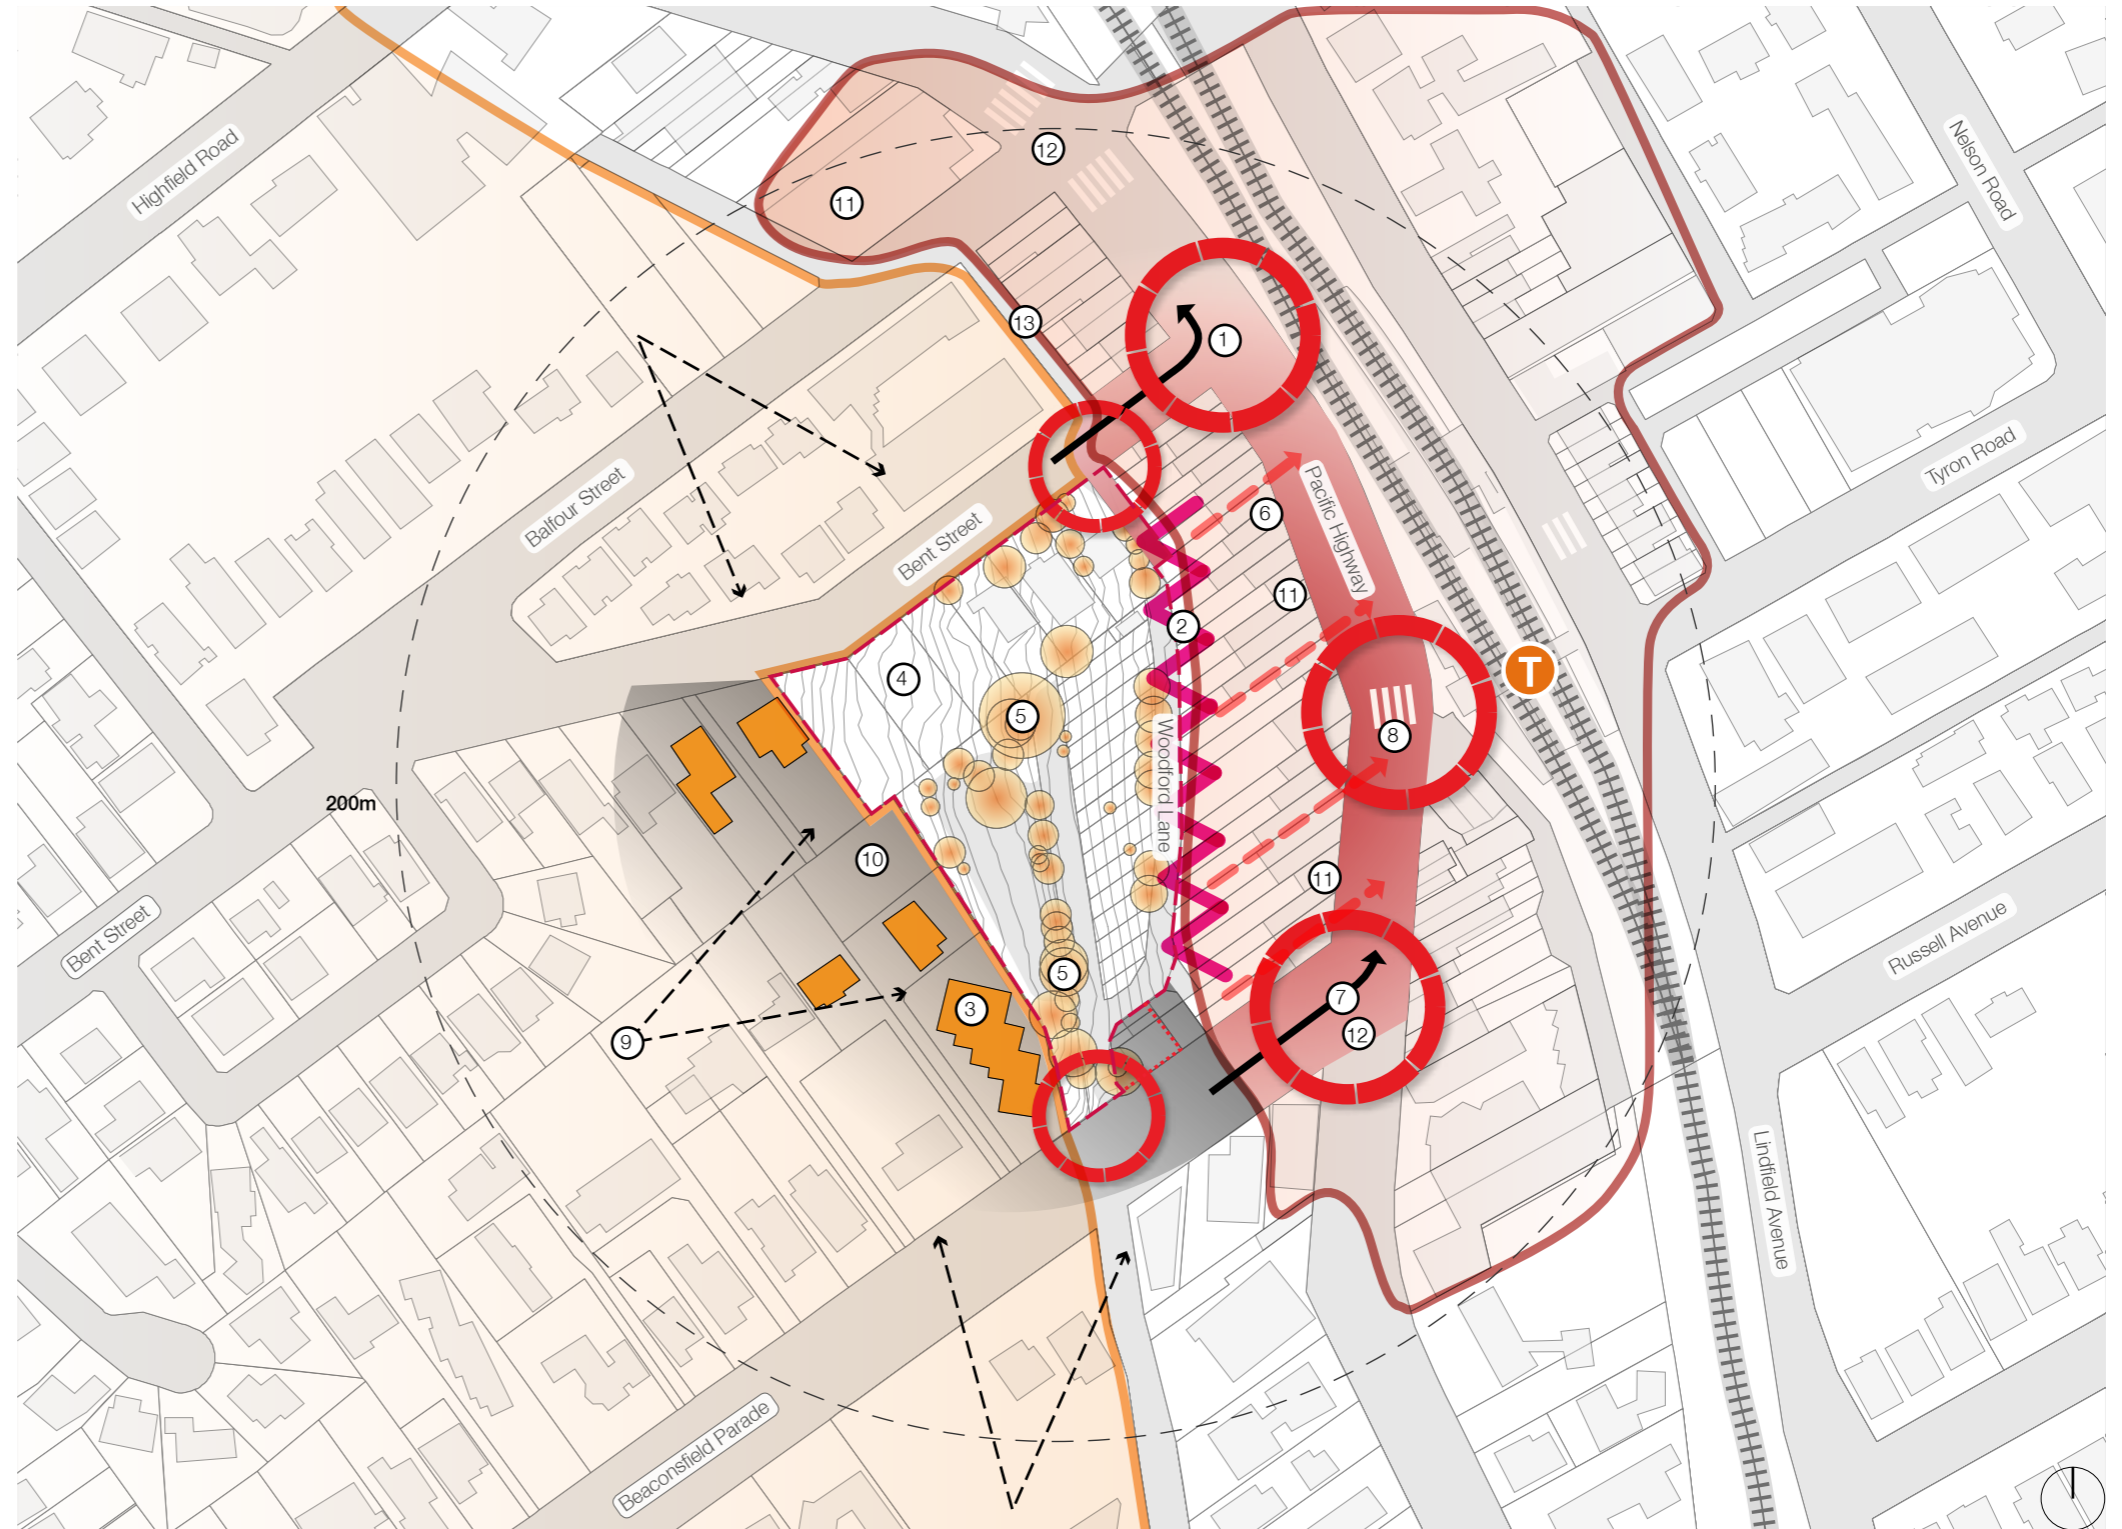 Highfield Road
Nelson Road
12
11
13
1
Balfour Street
Bent Street
Pacific Highway
6
Tyron Road
11
2
4
5
T
8
Woodford Lane
200m
10
11
Bent Street
Russell Avenue
5
3
7
9
12
Lindfield Avenue
Beaconsfield Parade